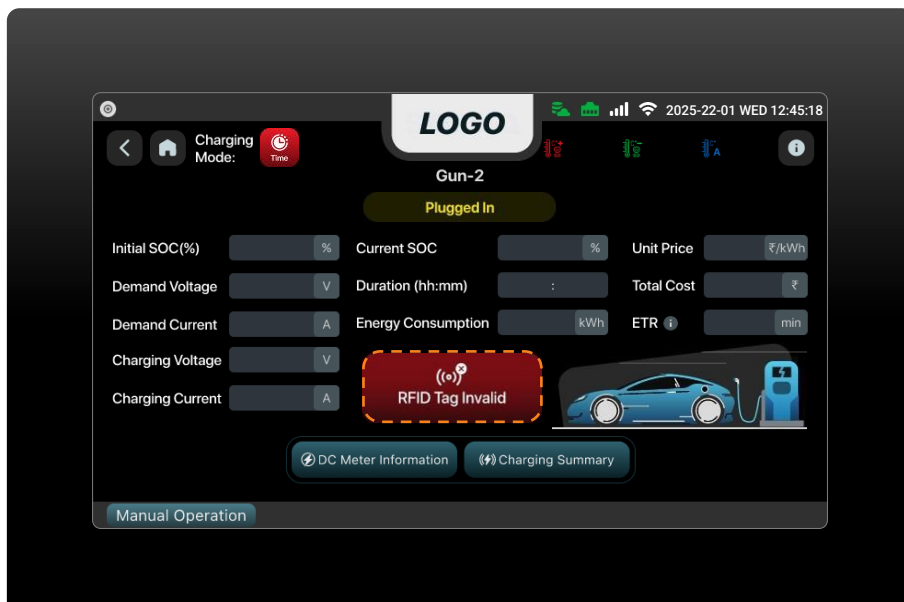 LOGO
2025-22-01 WED 12:45:18
Charging
Mode:
Time
Gun-2
Plugged In
Initial SOC(%) %
Current SOC %
Unit Price ₹/kWh
Demand Voltage V
Duration (hh:mm) :
Total Cost ₹
Demand Current A
Energy Consumption kWh
ETR i min
Charging Voltage V
RFID Tag Invalid
Charging Current A
DC Meter Information
Charging Summary
Manual Operation